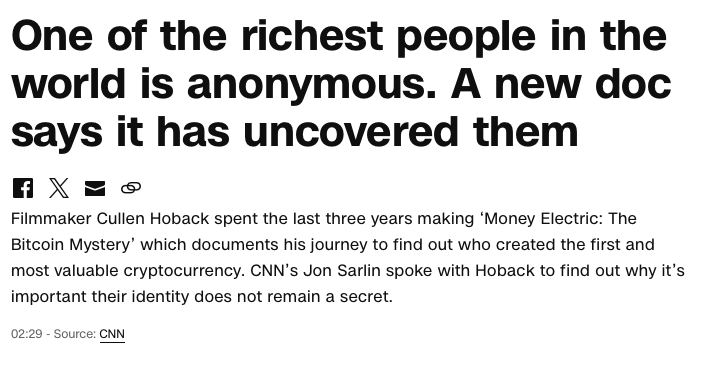 One of the richest people in the
world is anonymous. A new doc
says it has uncovered them
Filmmaker Cullen Hoback spent the last three years making ‘Money Electric: The
Bitcoin Mystery’ which documents his journey to find out who created the first and
most valuable cryptocurrency. CNN’s Jon Sarlin spoke with Hoback to find out why it’s
important their identity does not remain a secret.
02:29 - Source: CNN